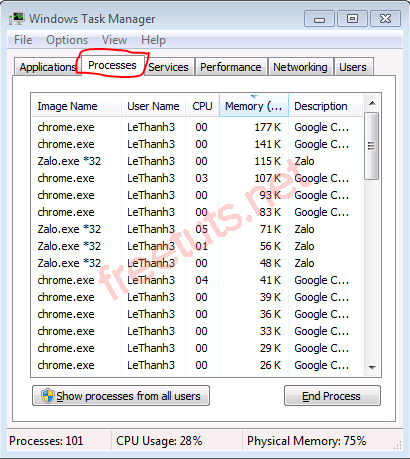 Windows Task Manager
File Options View Help
Applications Processes Services Performance Networking Users
Image Name User Name CPU Memory (... Description
chrome.exe LeThanh3 00 177 K Google C...
chrome.exe LeThanh3 00 141 K Google C...
Zalo.exe *32 LeThanh3 00 115 K Zalo
chrome.exe LeThanh3 03 107 K Google C...
chrome.exe LeThanh3 00 93 K Google C...
chrome.exe LeThanh3 00 83 K Google C...
Zalo.exe *32 LeThanh3 05 71 K Zalo
Zalo.exe *32 LeThanh3 01 56 K Zalo
Zalo.exe *32 LeThanh3 00 48 K Zalo
chrome.exe LeThanh3 04 41 K Google C...
chrome.exe LeThanh3 00 39 K Google C...
chrome.exe LeThanh3 00 36 K Google C...
chrome.exe LeThanh3 00 33 K Google C...
chrome.exe LeThanh3 00 29 K Google C...
chrome.exe LeThanh3 00 26 K Google C...
freetuts.net
Show processes from all users End Process
Processes: 101 CPU Usage: 28% Physical Memory: 75%